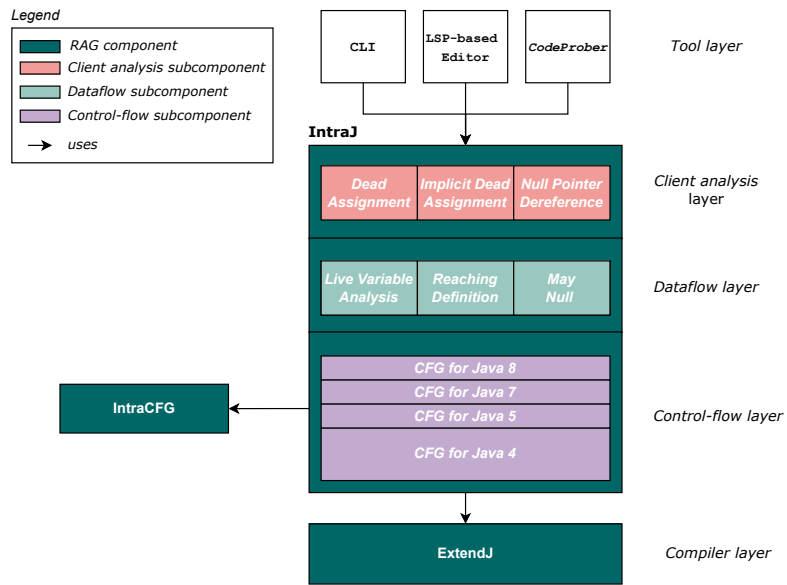 Legend
RAG component
Client analysis subcomponent
Dataflow subcomponent
Control-flow subcomponent
uses
CLI
LSP-based
Editor
CodeProber
Tool layer
IntraJ
Dead
Assignment
Implicit Dead
Assignment
Null Pointer
Dereference
Client analysis
layer
Live Variable
Analysis
Reaching
Definition
May
Null
Dataflow layer
CFG for Java 8
CFG for Java 7
CFG for Java 5
CFG for Java 4
IntraCFG
Control-flow layer
ExtendJ
Compiler layer